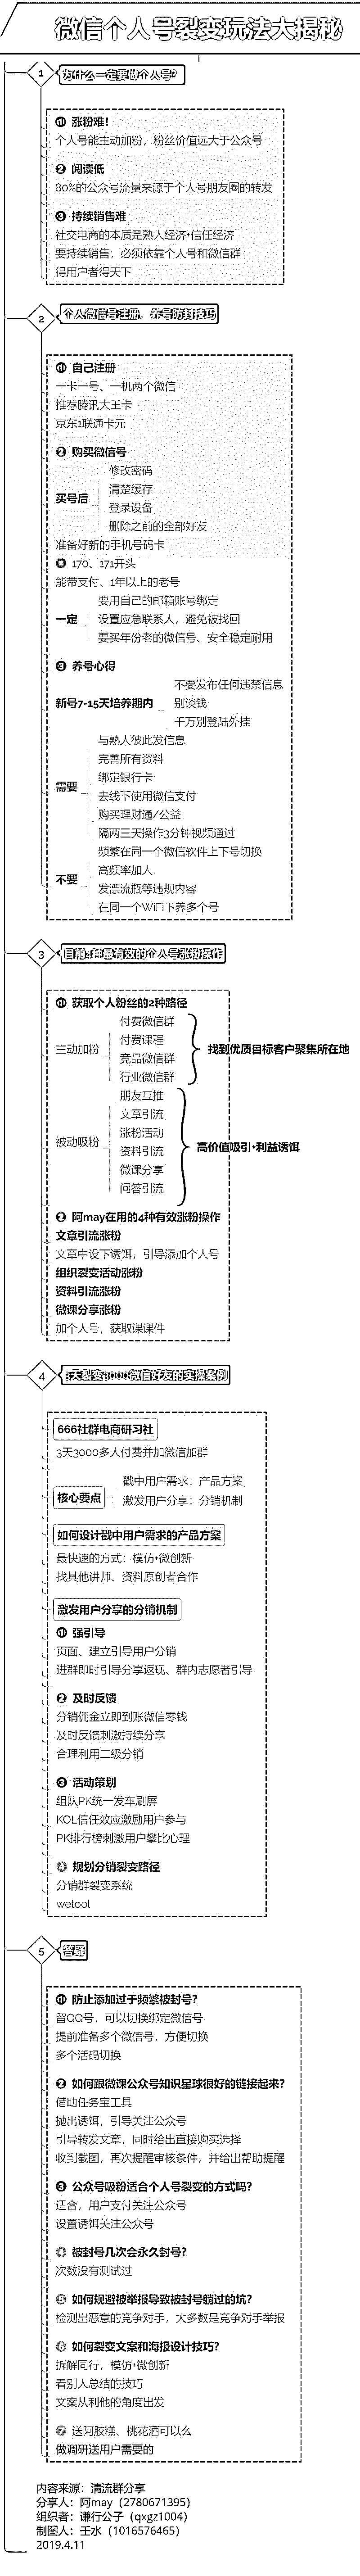 微信个人号裂变玩法大揭秘
1
为什么一定要做个人号?
❶ 涨粉难!
个人号能主动加粉，粉丝价值远大于公众号
❷ 阅读低
80%的公众号流量来源于个人号朋友圈的转发
❸ 持续销售难
社交电商的本质是熟人经济+信任经济
要持续销售，必须依靠个人号和微信群
得用户者得天下
2
个人微信号注册、养号防封技巧
❶ 自己注册
一卡一号、一机两个微信
推荐腾讯大王卡
京东1联通卡元
❷ 购买微信号
买号后
修改密码
清楚缓存
登录设备
删除之前的全部好友
准备好新的手机号码卡
170、171开头
能带支付、1年以上的老号
一定
要用自己的邮箱账号绑定
设置应急联系人，避免被找回
要买年份老的微信号、安全稳定耐用
❸ 养号心得
新号7-15天培养期内
不要发布任何违禁信息
别谈钱
千万别登陆外挂
需要
与熟人彼此发信息
完善所有资料
绑定银行卡
去线下使用微信支付
购买理财通/公益
隔两三天操作3分钟视频通过
不要
频繁在同一个微信软件上下号切换
高频率加人
发漂流瓶等违规内容
在同一个WiFi下养多个号
3
目前4种最有效的个人号涨粉操作
❶ 获取个人粉丝的2种路径
主动加粉
付费微信群
付费课程
竞品微信群
行业微信群
找到优质目标客户聚集所在地
被动吸粉
朋友互推
文章引流
涨粉活动
资料引流
微课分享
问答引流
高价值吸引+利益诱饵
❷ 阿may在用的4种有效涨粉操作
文章引流涨粉
文章中设下诱饵，引导添加个人号
组织裂变活动涨粉
资料引流涨粉
微课分享涨粉
加个人号，获取课课件
4
3天裂变3000微信好友的实操案例
666社群电商研习社
3天3000多人付费并加微信加群
核心要点
戳中用户需求：产品方案
激发用户分享：分销机制
如何设计戳中用户需求的产品方案
最快速的方式：模仿+微创新
找其他讲师、资料原创者合作
激发用户分享的分销机制
❶ 强引导
页面、建立引导用户分销
进群即时引导分享返现、群内志愿者引导
❷ 及时反馈
分销佣金立即到账微信零钱
及时反馈刺激持续分享
合理利用二级分销
❸ 活动策划
组队PK统一发车刷屏
KOL信任效应激励用户参与
PK排行榜刺激用户攀比心理
❹ 规划分销裂变路径
分销群裂变系统
wetool
5
答疑
❶ 防止添加过于频繁被封号?
留QQ号，可以切换绑定微信号
提前准备多个微信号，方便切换
多个活码切换
❷ 如何跟微课公众号知识星球很好的链接起来?
借助任务宝工具
抛出诱饵，引导关注公众号
引导转发文章，同时给出直接购买选择
收到截图，再次提醒审核条件，并给出帮助提醒
❸ 公众号吸粉适合个人号裂变的方式吗?
适合，用户支付关注公众号
设置诱饵关注公众号
❹ 被封号几次会永久封号?
次数没有测试过
❺ 如何规避被举报导致被封号躺过的坑?
检测出恶意的竞争对手，大多数是竞争对手举报
❻ 如何裂变文案和海报设计技巧?
拆解同行，模仿+微创新
看别人总结的技巧
文案从利他的角度出发
❼ 送阿胶糕、桃花酒可以么
做调研送用户需要的
内容来源：清流群分享
分享人：阿may（2780671395）
组织者：谦行公子（qxgz1004）
制图人：壬水（1016576465）
2019.4.11